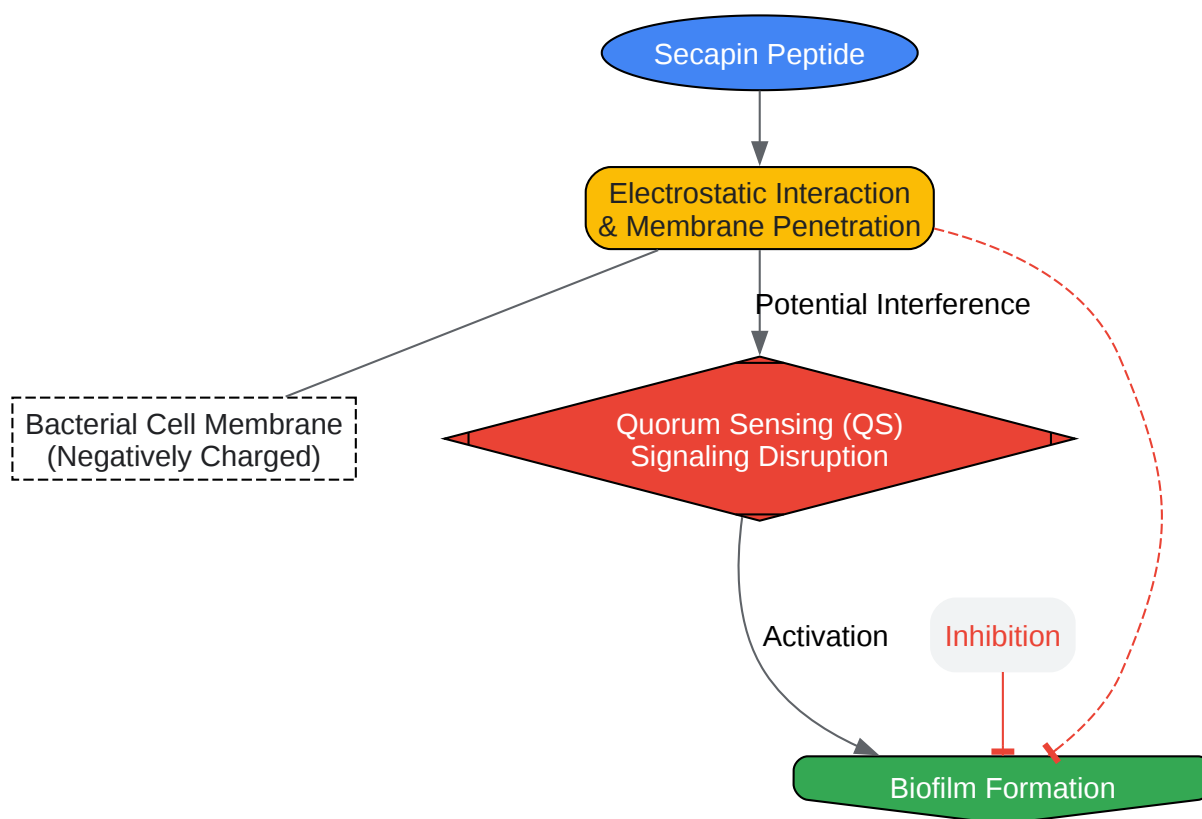 Secapin Peptide
Electrostatic Interaction
& Membrane Penetration
Potential Interference
Bacterial Cell Membrane
(Negatively Charged)
Quorum Sensing (QS)
Signaling Disruption
Activation
Inhibition
Biofilm Formation